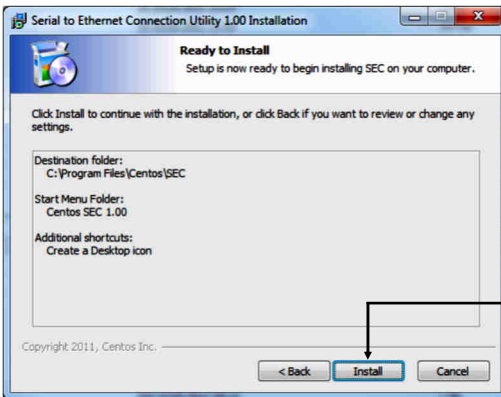 Serial to Ethernet Connection Utility 1.00 Installation
Ready to Install
Setup is now ready to begin installing SEC on your computer.
Click Install to continue with the installation, or click Back if you want to review or change any
settings.
Destination folder:
C:\Program Files\Centos\SEC
Start Menu Folder:
Centos SEC 1.00
Additional shortcuts:
Create a Desktop icon
Copyright 2011, Centos Inc.
< Back
Install
Cancel